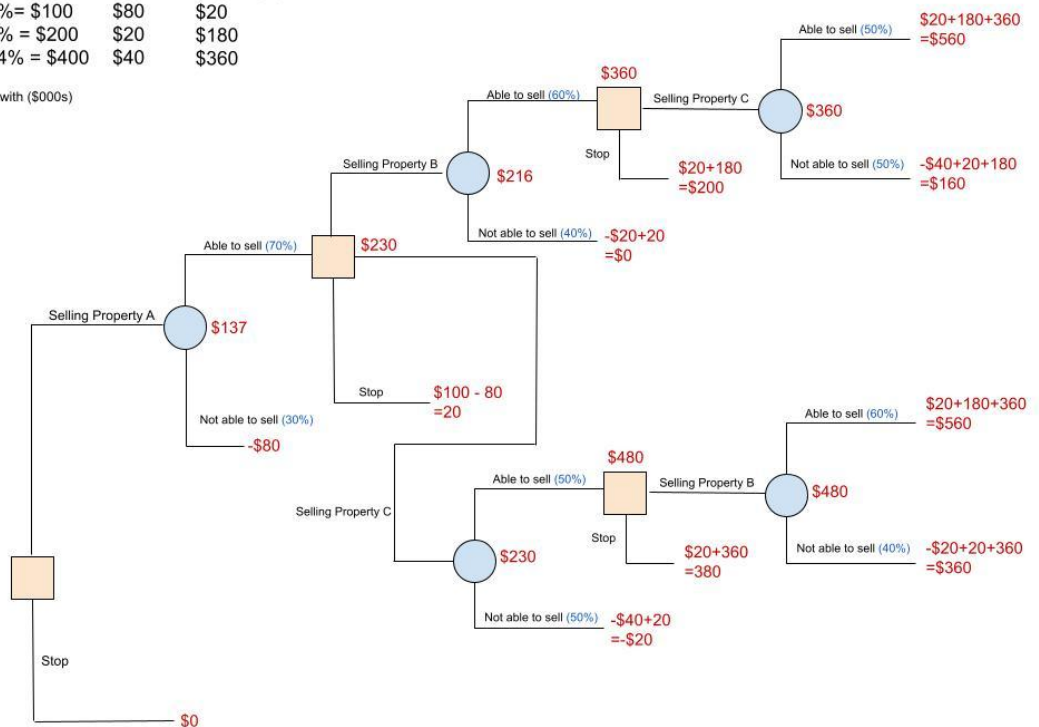 %= $100 $80 $20
% = $200 $20 $180
4% = $400 $40 $360
with ($000s)
Able to sell (50%)
$20+180+360
=$560
$360
Able to sell (60%)
Selling Property C
$360
Stop
Selling Property B
$216
$20+180
=$200
Not able to sell (50%)
-$40+20+180
=$160
Not able to sell (40%)
-$20+20
=$0
Able to sell (70%)
$230
Selling Property A
$137
Stop
$100 - 80
=20
Not able to sell (30%)
-$80
Able to sell (60%)
$20+180+360
=$560
$480
Able to sell (50%)
Selling Property B
$480
Selling Property C
Stop
$230
$20+360
=380
Not able to sell (40%)
-$20+20+360
=$360
Not able to sell (50%)
-$40+20
=-$20
Stop
$0